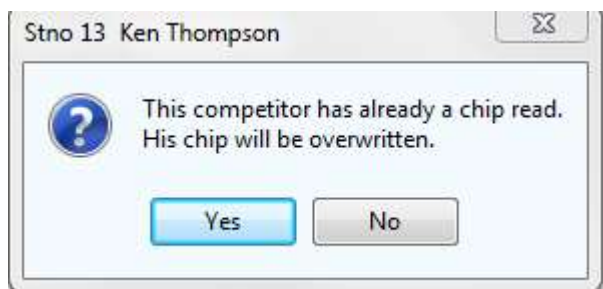 Stno 13 Ken Thompson
This competitor has already a chip read.
His chip will be overwritten.
Yes
No